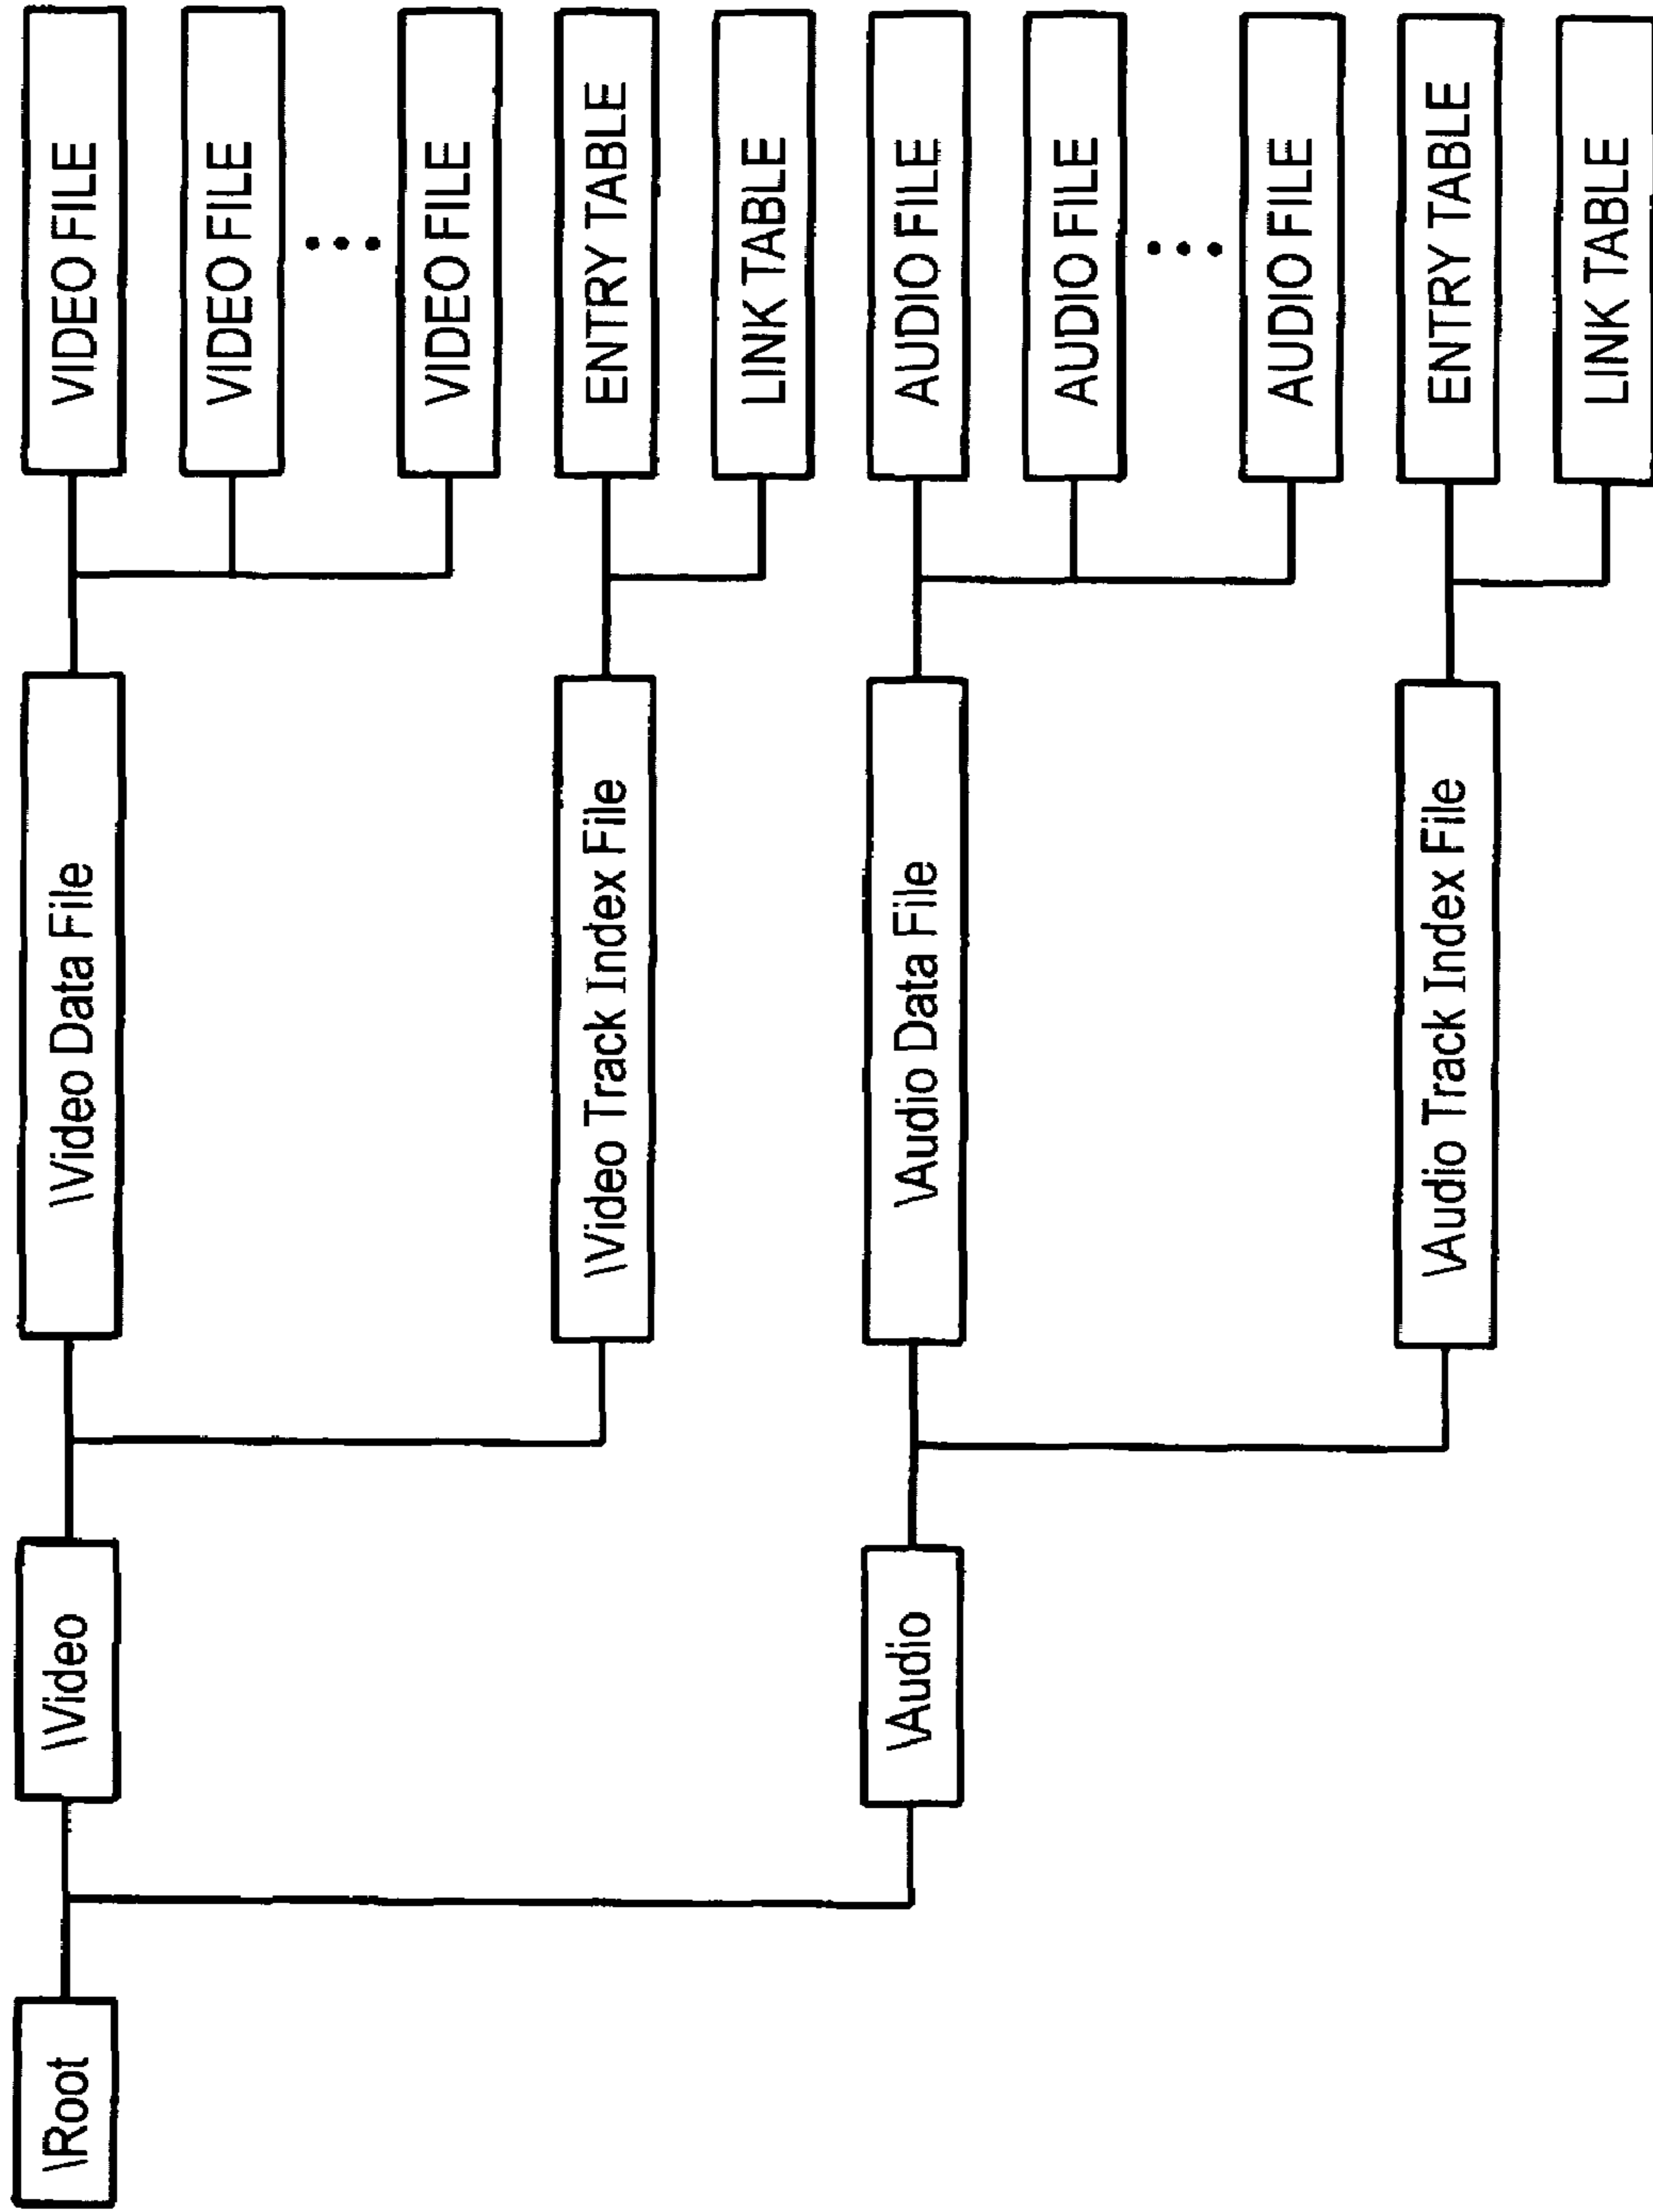 \Root
\Video
\Video Data File
VIDEO FILE
VIDEO FILE
•••
VIDEO FILE
\Video Track Index File
ENTRY TABLE
LINK TABLE
\Audio
\Audio Data File
AUDIO FILE
AUDIO FILE
•••
AUDIO FILE
\Audio Track Index File
ENTRY TABLE
LINK TABLE